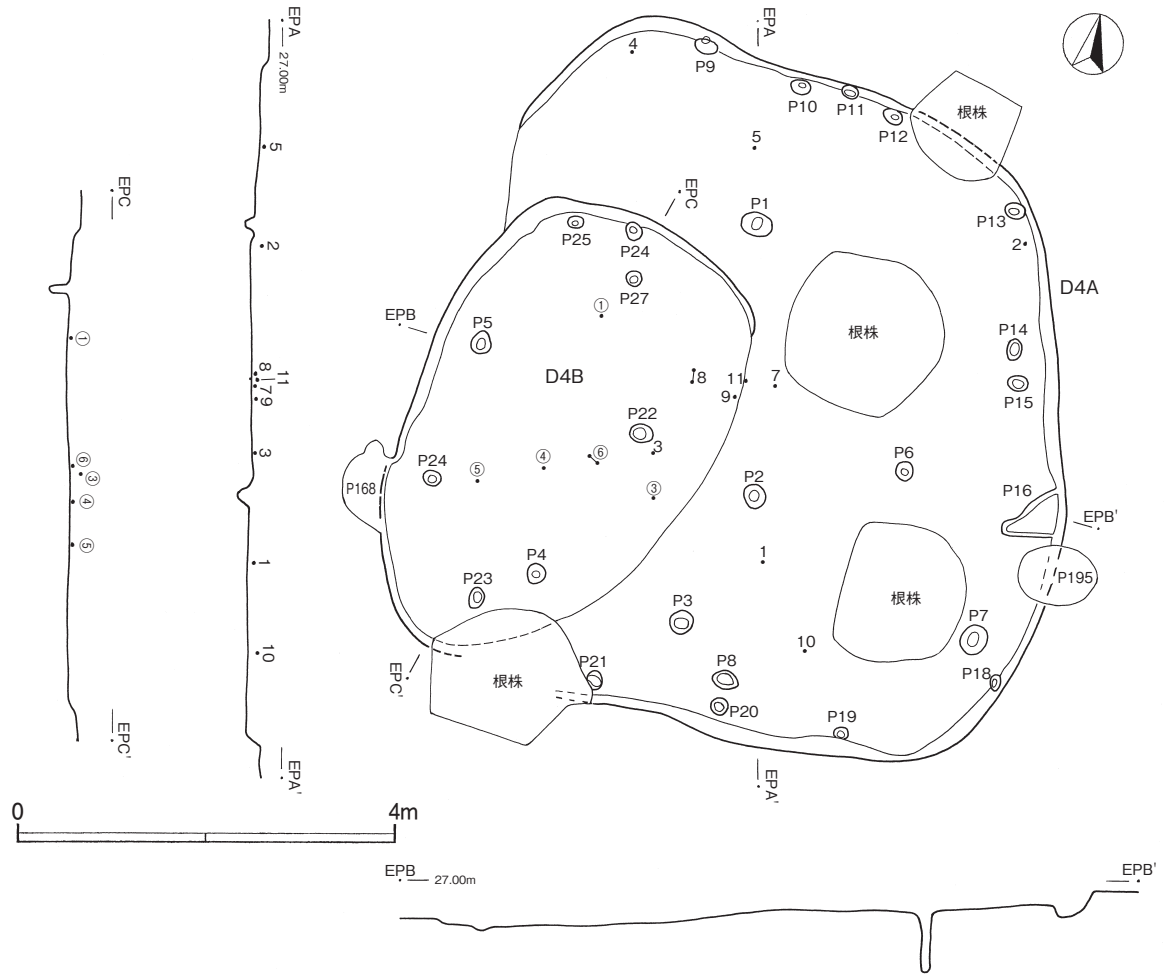 EPA
27.00m
5
2
8
11
7
9
3
1
10
EPA'
EPC
①
⑥
③
④
⑤
EPC'
0
4m
EPA
4
P9
P10
P11
P12
根株
5
EPC
P1
P13
2
D4A
P25
P24
P27
①
EPB
P5
根株
P14
D4B
8
11
7
P15
9
P22
3
④
⑥
⑤
P24
P6
P168
③
P2
P16
EPB'
1
P4
P195
P23
根株
P3
P7
10
EPC'
P21
P8
P18
根株
P20
P19
EPA'
EPB
27.00m
EPB'